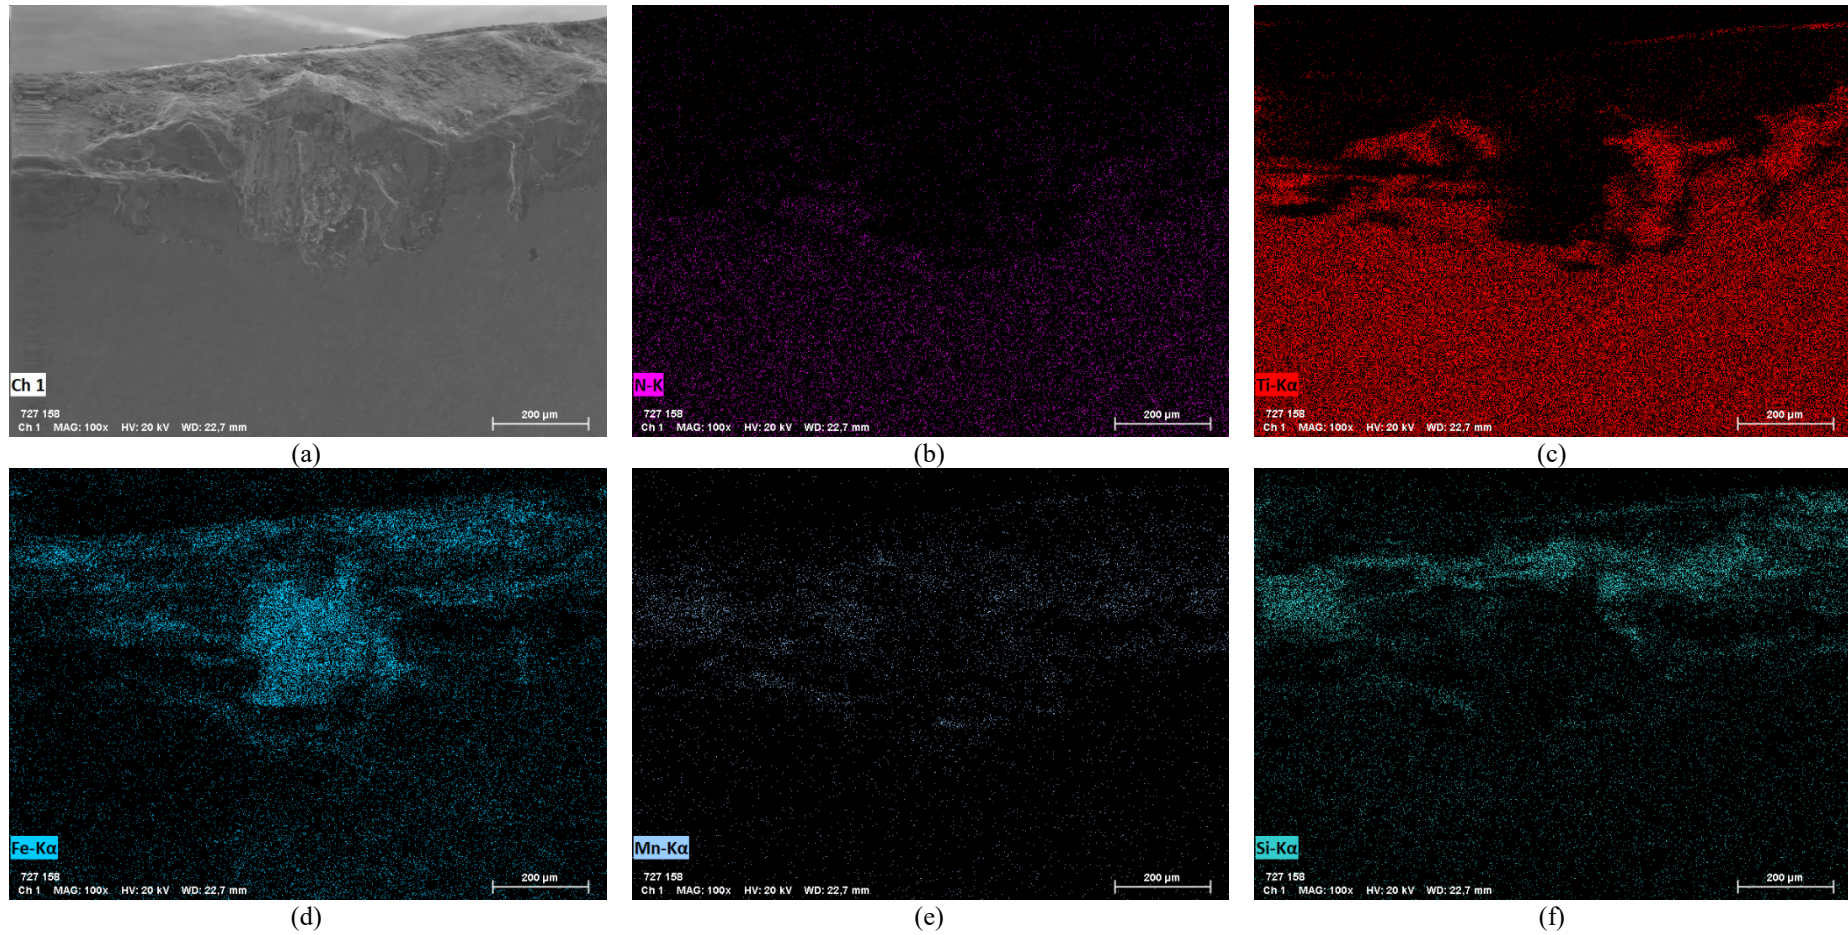 Ch 1
727 158
Ch 1 MAG: 100x HV: 20 kV WD: 22,7 mm
200 µm
(a)
N-K
727 158
Ch 1 MAG: 100x HV: 20 kV WD: 22,7 mm
200 µm
(b)
Ti-Kα
727 158
Ch 1 MAG: 100x HV: 20 kV WD: 22,7 mm
200 µm
(c)
Fe-Kα
727 158
Ch 1 MAG: 100x HV: 20 kV WD: 22,7 mm
200 µm
(d)
Mn-Kα
727 158
Ch 1 MAG: 100x HV: 20 kV WD: 22,7 mm
200 µm
(e)
Si-Kα
727 158
Ch 1 MAG: 100x HV: 20 kV WD: 22,7 mm
200 µm
(f)